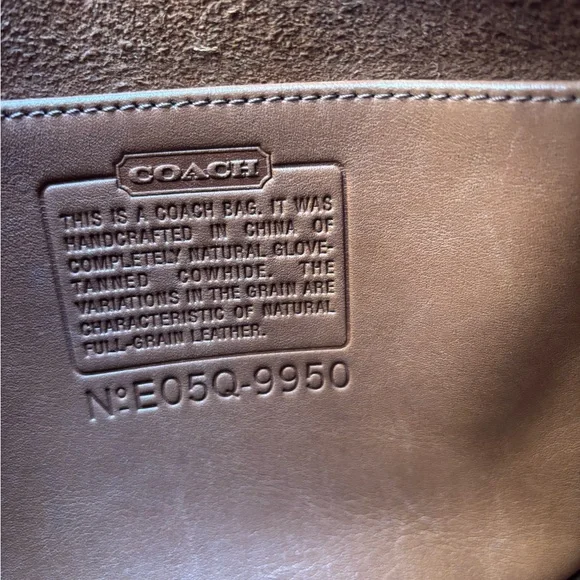 COACH
THIS IS A COACH BAG. IT WAS
HANDCRAFTED IN CHINA OF
COMPLETELY NATURAL GLOVE-
TANNED COWHIDE. THE
VARIATIONS IN THE GRAIN ARE
CHARACTERISTIC OF NATURAL
FULL-GRAIN LEATHER.
Nº E05Q-9950